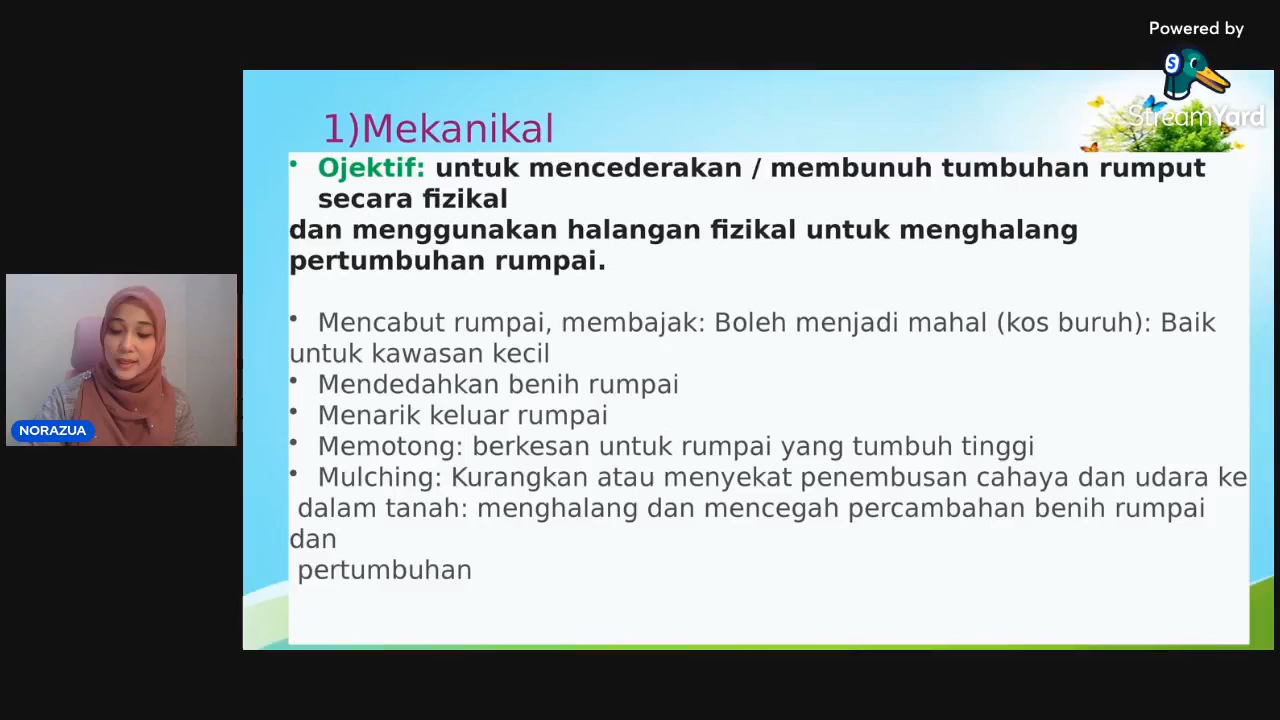 Powered by
StreamYard
1)Mekanikal
• Ojektif: untuk mencederakan / membunuh tumbuhan rumput
secara fizikal
dan menggunakan halangan fizikal untuk menghalang
pertumbuhan rumpai.
• Mencabut rumpai, membajak: Boleh menjadi mahal (kos buruh): Baik
untuk kawasan kecil
• Mendedahkan benih rumpai
• Menarik keluar rumpai
• Memotong: berkesan untuk rumpai yang tumbuh tinggi
• Mulching: Kurangkan atau menyekat penembusan cahaya dan udara ke
dalam tanah: menghalang dan mencegah percambahan benih rumpai
dan
pertumbuhan
NORAZUA